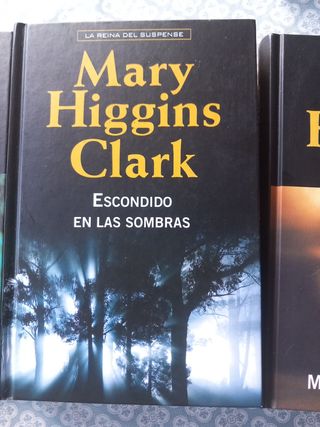 LA REINA DEL SUSPENSE
Mary
Higgins
Clark
ESCONDIDO
EN LAS SOMBRAS
M